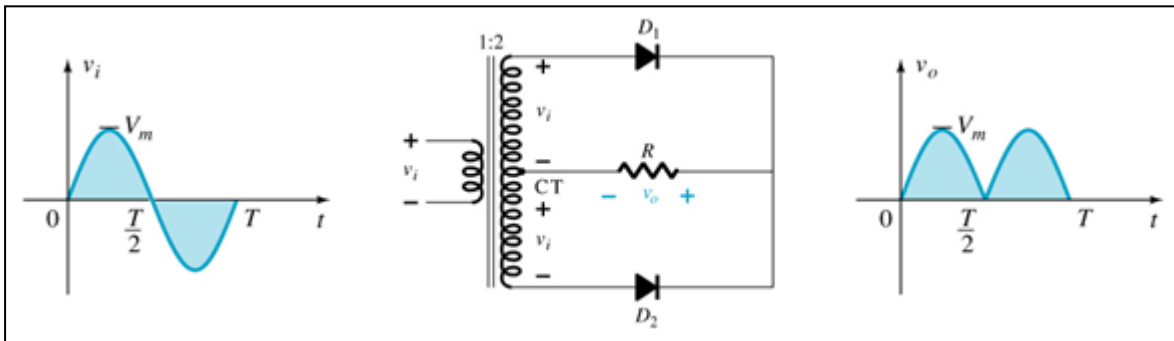 v_i
V_m
0
T/2
T
t
1:2
D_1
+
v_i
−
+
v_i
−
CT
R
− v_o +
+
v_i
−
D_2
v_o
V_m
0
T/2
T
t